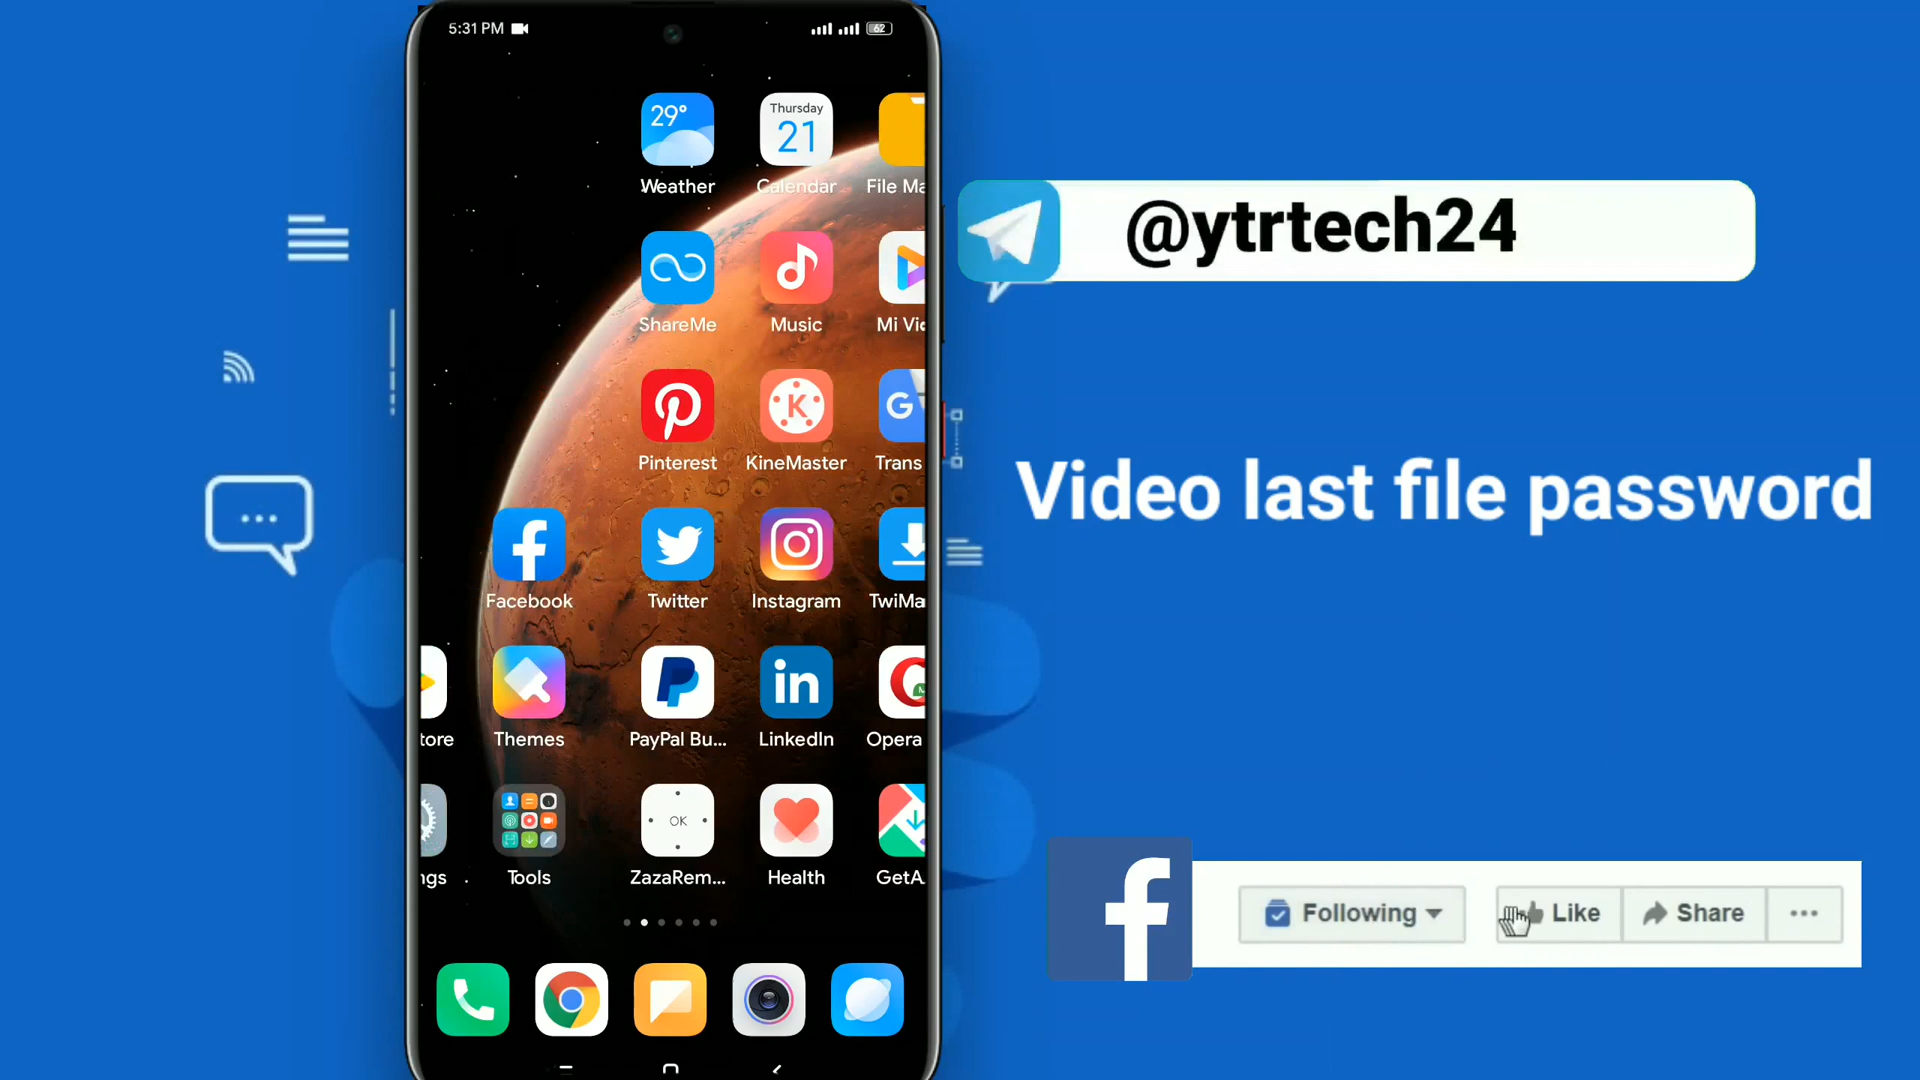 5:31 PM
62
29°
Thursday
21
Weather
Calendar
File Ma
ShareMe
Music
Mi Vid
Pinterest
KineMaster
Trans
Facebook
Twitter
Instagram
TwiMa
tore
Themes
PayPal Bu...
LinkedIn
Opera
OK
ngs
Tools
ZazaRem...
Health
GetA
@ytrtech24
Video last file password
Following
Like
Share